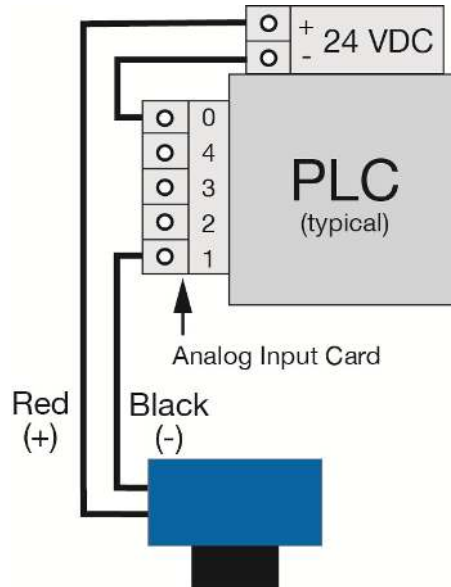 + 24 VDC
-
0
4
3
2
1
PLC
(typical)
Analog Input Card
Red
(+)
Black
(-)